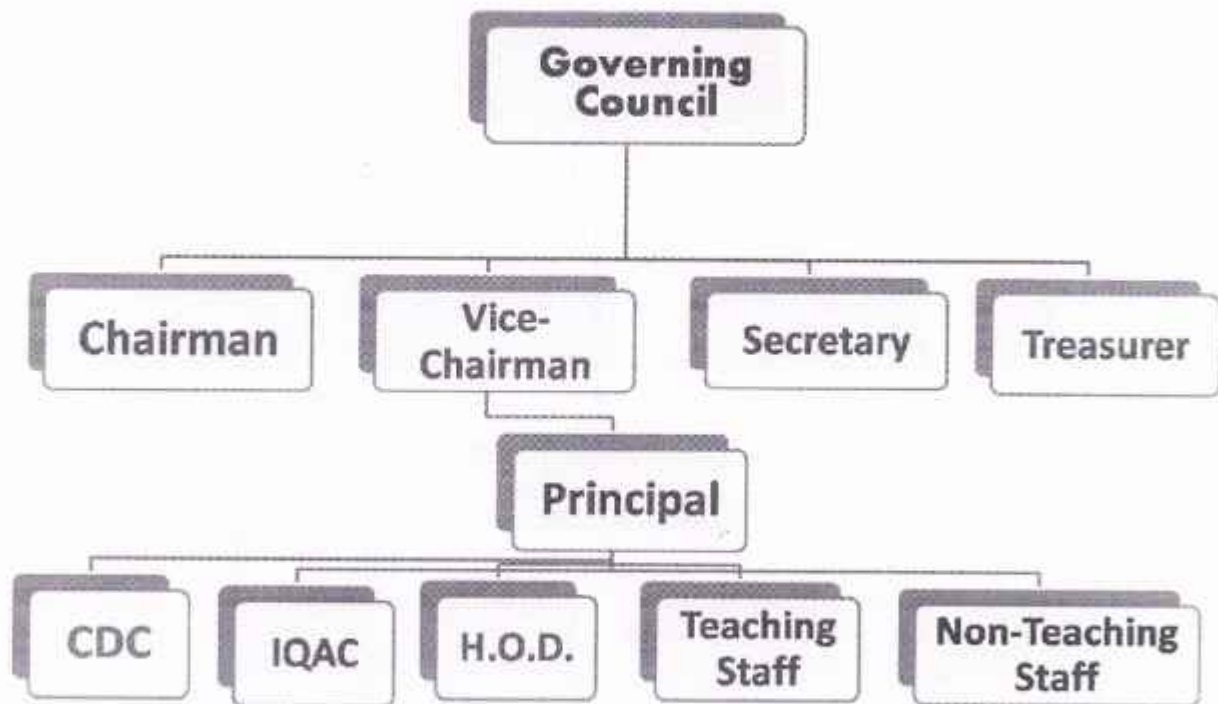 Governing
Council
Chairman
Vice-
Chairman
Secretary
Treasurer
Principal
CDC
IQAC
H.O.D.
Teaching
Staff
Non-Teaching
Staff